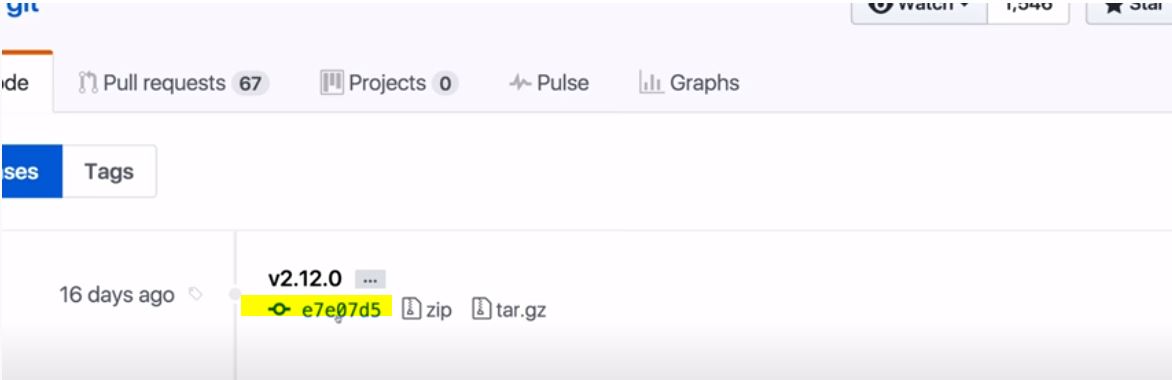 git Watch 1,546 Star
ode Pull requests 67 Projects 0 Pulse Graphs
ses Tags
v2.12.0 ...
16 days ago
e7e07d5 zip tar.gz